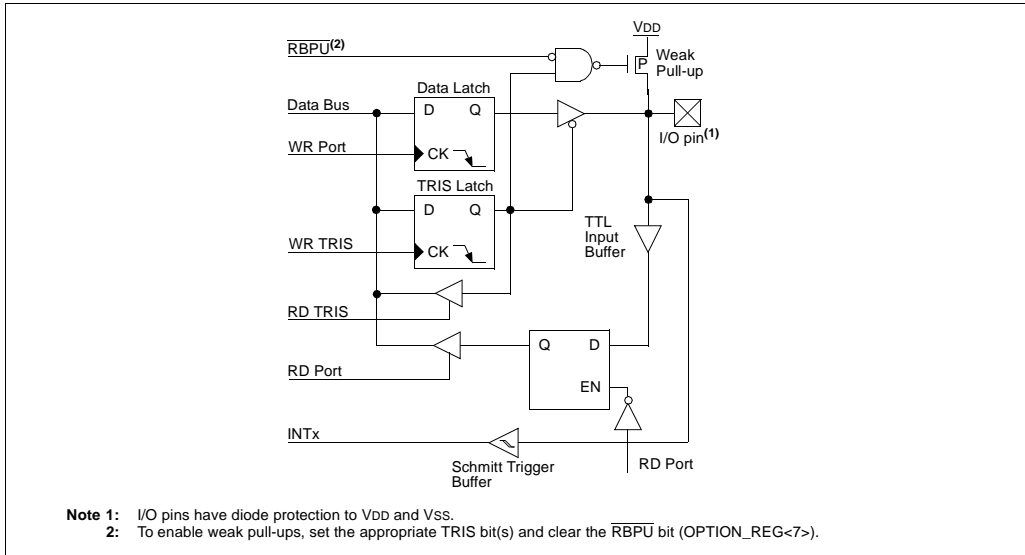 VDD
RBPU(2)
Weak
Pull-up
P
Data Latch
Data Bus
D Q
I/O pin(1)
WR Port
CK
TRIS Latch
D Q
TTL
Input
Buffer
WR TRIS
CK
RD TRIS
Q D
RD Port
EN
INTx
RD Port
Schmitt Trigger
Buffer
Note 1: I/O pins have diode protection to VDD and VSS.
2: To enable weak pull-ups, set the appropriate TRIS bit(s) and clear the RBPU bit (OPTION_REG<7>).